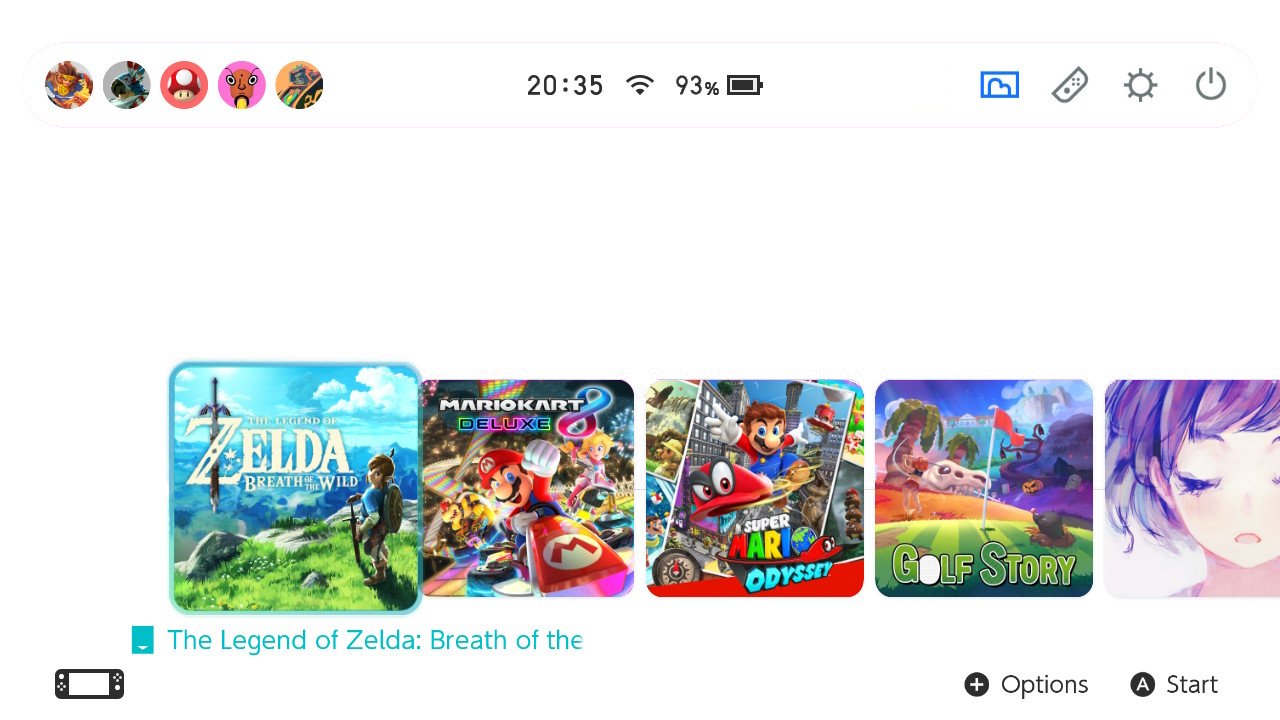 20:35 93%
THE LEGEND OF
ZELDA
BREATH OF THE WILD
MARIOKART 8
DELUXE
SUPER
MARIO
ODYSSEY
GOLF STORY
The Legend of Zelda: Breath of the
+ Options A Start